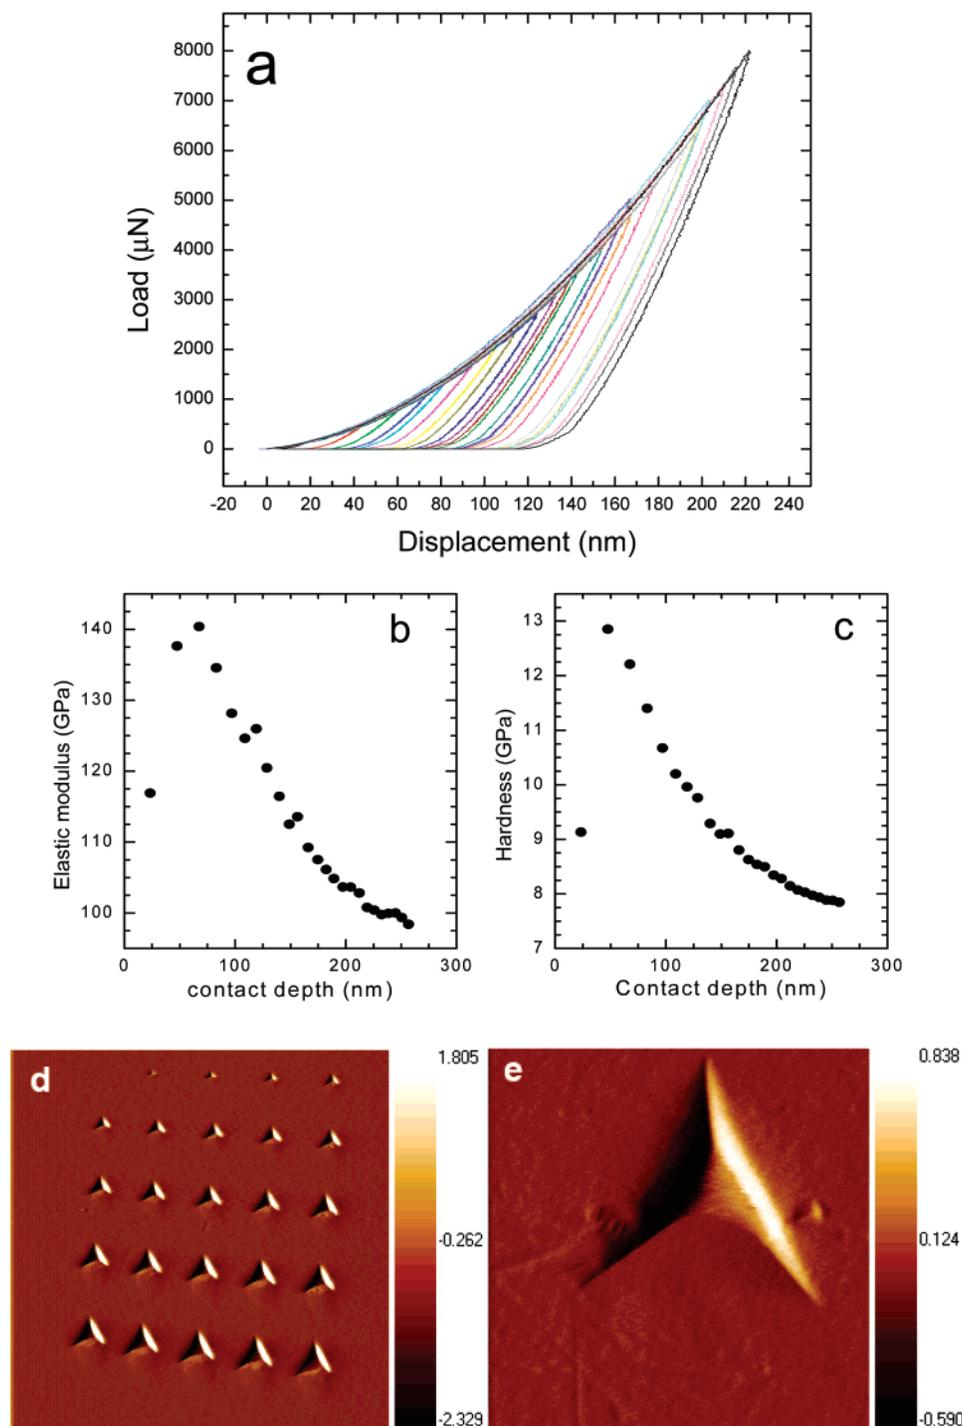 a
8000
7000
6000
5000
4000
3000
2000
1000
0
Load (μN)
-20 0 20 40 60 80 100 120 140 160 180 200 220 240
Displacement (nm)
b
140
130
120
110
100
Elastic modulus (GPa)
0 100 200 300
contact depth (nm)
c
13
12
11
10
9
8
7
Hardness (GPa)
0 100 200 300
Contact depth (nm)
d
1.805
-0.262
-2.329
e
0.838
0.124
-0.590